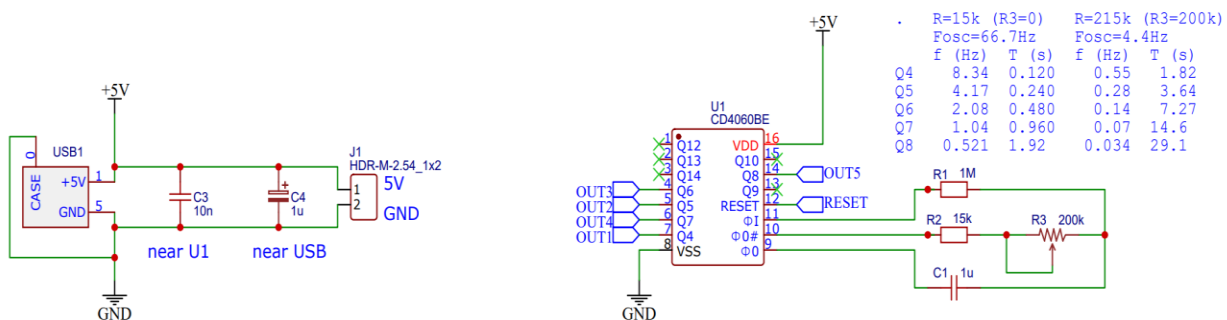 +5V
0
USB1
CASE
+5V
1
GND
5
C3
10n
near U1
+
C4
1u
near USB
J1
HDR-M-2.54_1x2
1
5V
2
GND
GND
+5V
U1
CD4060BE
1 Q12 VDD 16
2 Q13 Q10 15
3 Q14 Q8 14 OUT5
OUT3 4 Q6 Q9 13
OUT2 5 Q5 RESET 12 RESET
OUT4 6 Q7 ΦI 11
OUT1 7 Q4 Φ0# 10
8 VSS Φ0 9
GND
R1 1M
R2 15k
R3 200k
C1 1u
. R=15k (R3=0) R=215k (R3=200k)
Fosc=66.7Hz Fosc=4.4Hz
f (Hz) T (s) f (Hz) T (s)
Q4 8.34 0.120 0.55 1.82
Q5 4.17 0.240 0.28 3.64
Q6 2.08 0.480 0.14 7.27
Q7 1.04 0.960 0.07 14.6
Q8 0.521 1.92 0.034 29.1